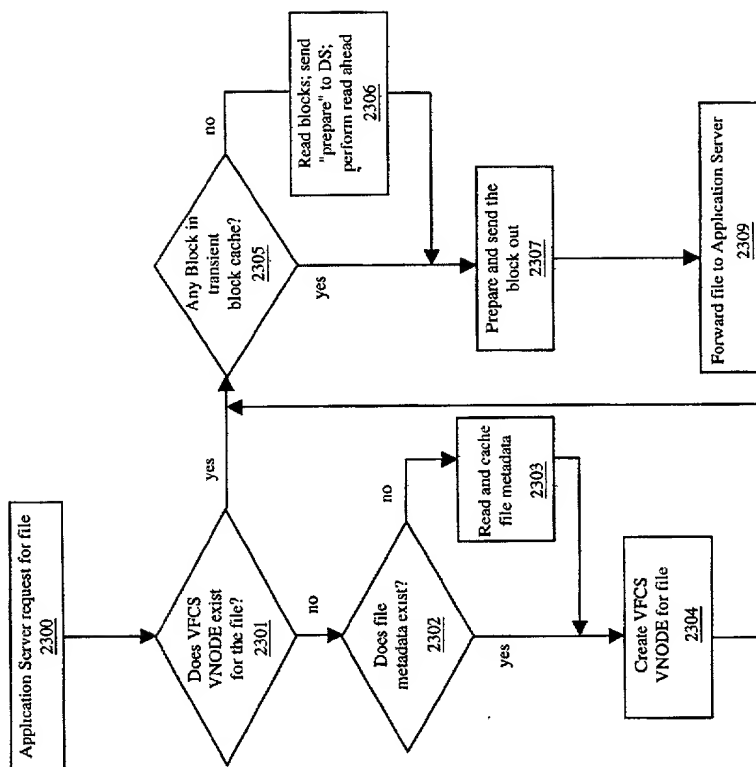 Application Server request for file
2300
Does VFCS
VNODE exist
for the file?
2301
yes
no
Does file
metadata exist?
2302
no
yes
Read and cache
file metadata
2303
Create VFCS
VNODE for file
2304
Any Block in
transient
block cache?
2305
no
yes
Read blocks; send
"prepare" to DS;
perform read ahead
2306
Prepare and send the
block out
2307
Forward file to Application Server
2309